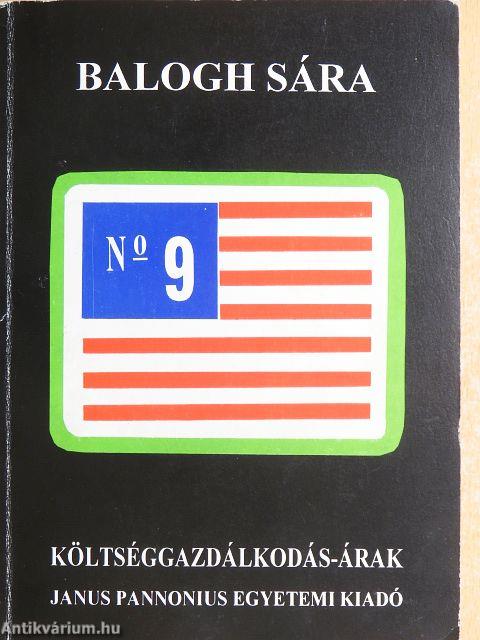 BALOGH SÁRA
Nº 9
KÖLTSÉGGAZDÁLKODÁS-ÁRAK
JANUS PANNONIUS EGYETEMI KIADÓ
Antikvárium.hu